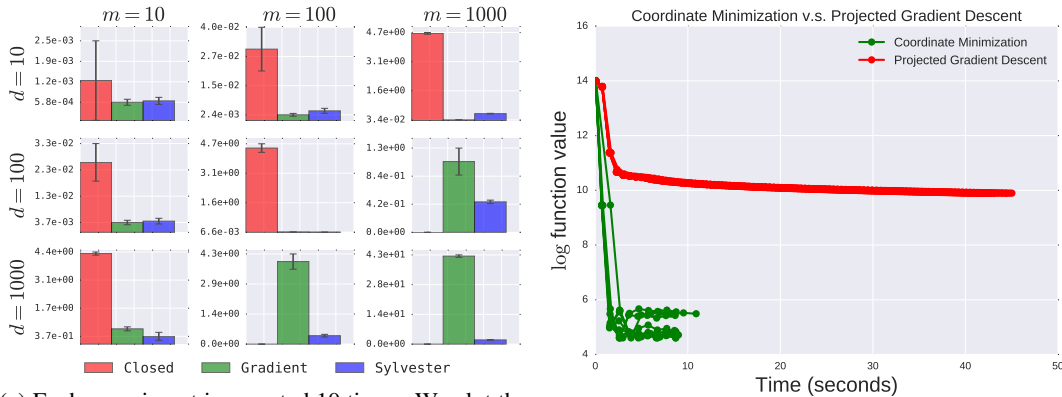 m = 10
m = 100
m = 1000
d = 10
2.5e-03
1.9e-03
1.2e-03
5.8e-04
4.0e-02
2.7e-02
1.5e-02
2.4e-03
4.7e+00
3.1e+00
1.6e+00
3.4e-02
d = 100
3.3e-02
2.3e-02
1.3e-02
3.7e-03
4.7e+00
3.1e+00
1.6e+00
6.6e-03
1.3e+00
8.4e-01
4.2e-01
0.0e+00
d = 1000
4.4e+00
3.1e+00
1.7e+00
3.7e-01
4.3e+00
2.9e+00
1.4e+00
0.0e+00
4.3e+01
2.8e+01
1.4e+01
0.0e+00
Closed Gradient Sylvester
Coordinate Minimization v.s. Projected Gradient Descent
Coordinate Minimization
Projected Gradient Descent
log function value
16
14
12
10
8
6
4
0 10 20 30 40 50
Time (seconds)